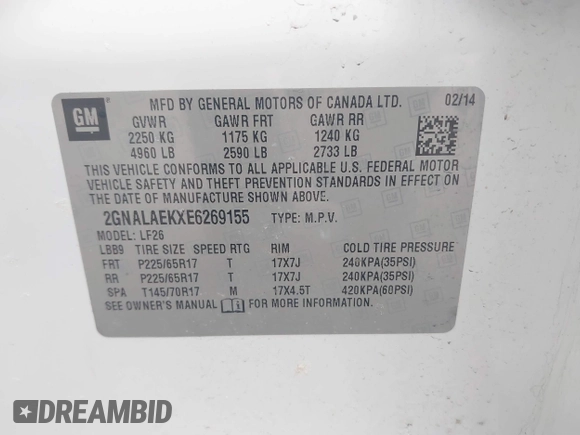 GM
MFD BY GENERAL MOTORS OF CANADA LTD. 02/14
GVWR GAWR FRT GAWR RR
2250 KG 1175 KG 1240 KG
4960 LB 2590 LB 2733 LB
THIS VEHICLE CONFORMS TO ALL APPLICABLE U.S. FEDERAL MOTOR
VEHICLE SAFETY AND THEFT PREVENTION STANDARDS IN EFFECT ON
THE DATE OF MANUFACTURE SHOWN ABOVE.
2GNALAEKXE6269155 TYPE: M.P.V.
MODEL: LF26
LBB9 TIRE SIZE SPEED RTG RIM COLD TIRE PRESSURE
FRT P225/65R17 T 17X7J 240KPA(35PSI)
RR P225/65R17 T 17X7J 240KPA(35PSI)
SPA T145/70R17 M 17X4.5T 420KPA(60PSI)
SEE OWNER'S MANUAL FOR MORE INFORMATION.
DREAMBID